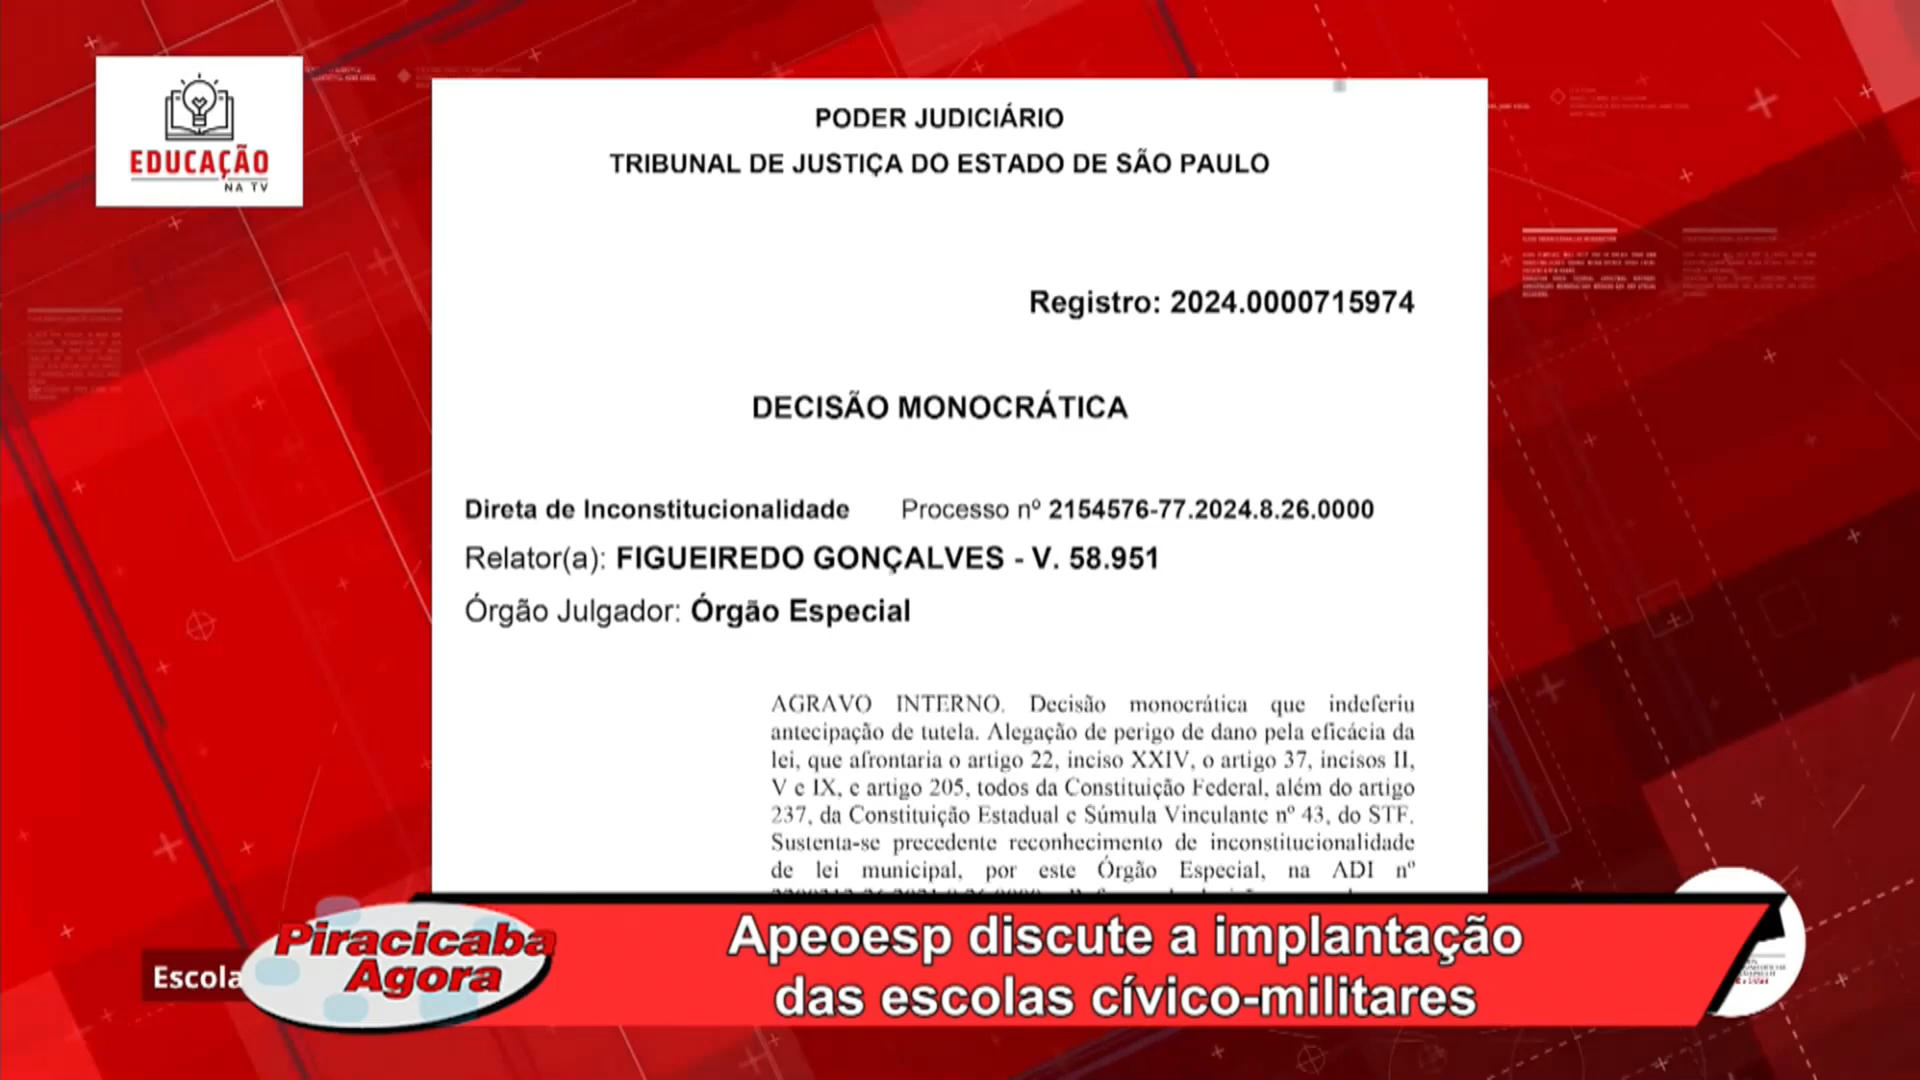 EDUCAÇÃO
NA TV
PODER JUDICIÁRIO
TRIBUNAL DE JUSTIÇA DO ESTADO DE SÃO PAULO
Registro: 2024.0000715974
DECISÃO MONOCRÁTICA
Direta de Inconstitucionalidade Processo nº 2154576-77.2024.8.26.0000
Relator(a): FIGUEIREDO GONÇALVES - V. 58.951
Órgão Julgador: Órgão Especial
AGRAVO INTERNO. Decisão monocrática que indeferiu
antecipação de tutela. Alegação de perigo de dano pela eficácia da
lei, que afrontaria o artigo 22, inciso XXIV, o artigo 37, incisos II,
V e IX, e artigo 205, todos da Constituição Federal, além do artigo
237, da Constituição Estadual e Súmula Vinculante nº 43, do STF.
Sustenta-se precedente reconhecimento de inconstitucionalidade
de lei municipal, por este Órgão Especial, na ADI nº
Escola
Piracicaba
Agora
Apeoesp discute a implantação
das escolas cívico-militares